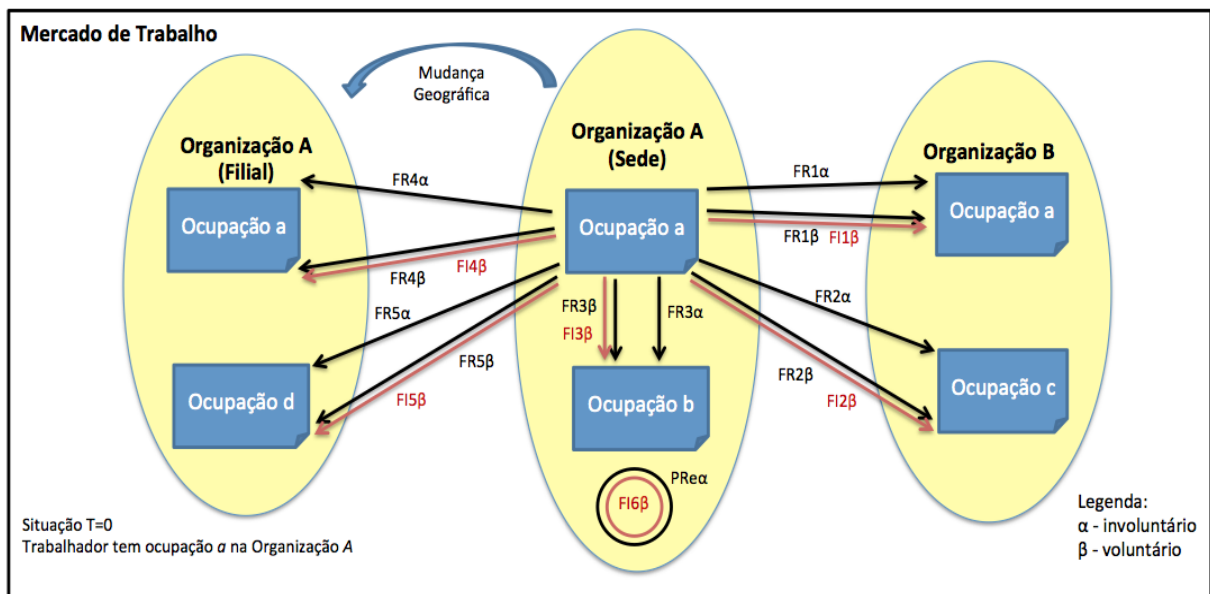 Mercado de Trabalho
Mudança
Geográfica
Organização A
(Filial)
Organização A
(Sede)
Organização B
FR4α
FR1α
Ocupação a
Ocupação a
Ocupação a
FR4β
FI4β
FR1β
FI1β
FR5α
FR3β
FI3β
FR3α
FR2α
FR5β
FI5β
FR2β
FI2β
Ocupação d
Ocupação b
Ocupação c
PReα
FI6β
Situação T=0
Trabalhador tem ocupação a na Organização A
Legenda:
α - involuntário
β - voluntário